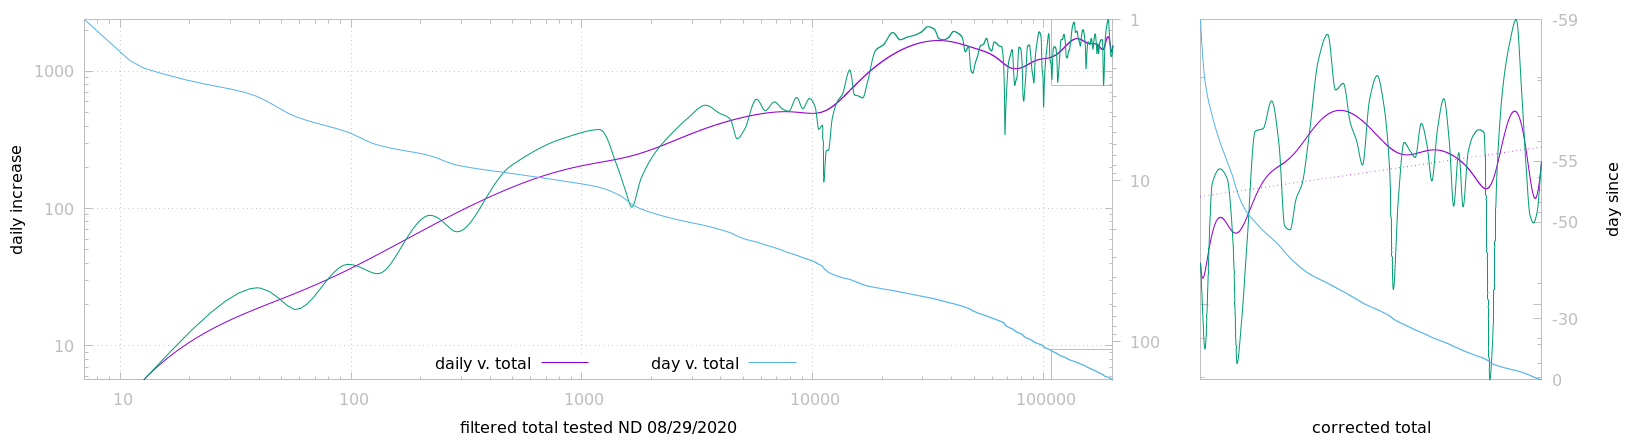 1
-59
1000
daily increase
-55
10
day since
100
-50
-30
10
100
daily v. total
day v. total
0
10
100
1000
10000
100000
filtered total tested ND 08/29/2020
corrected total